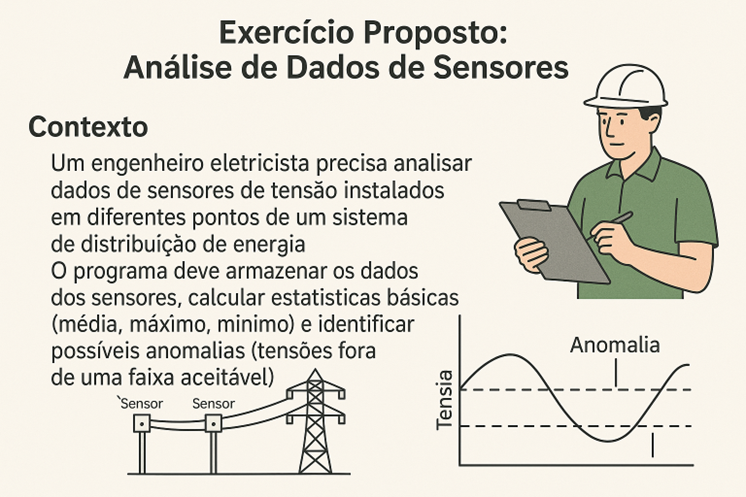 Exercício Proposto:
Análise de Dados de Sensores
Contexto
Um engenheiro eletricista precisa analisar
dados de sensores de tensão instalados
em diferentes pontos de um sistema
de distribuíção de energia
O programa deve armazenar os dados
dos sensores, calcular estatisticas básicas
(média, máximo, minimo) e identificar
possíveis anomalias (tensões fora
de uma faixa aceitável)
`Sensor
Sensor
Anomalia
Tensia